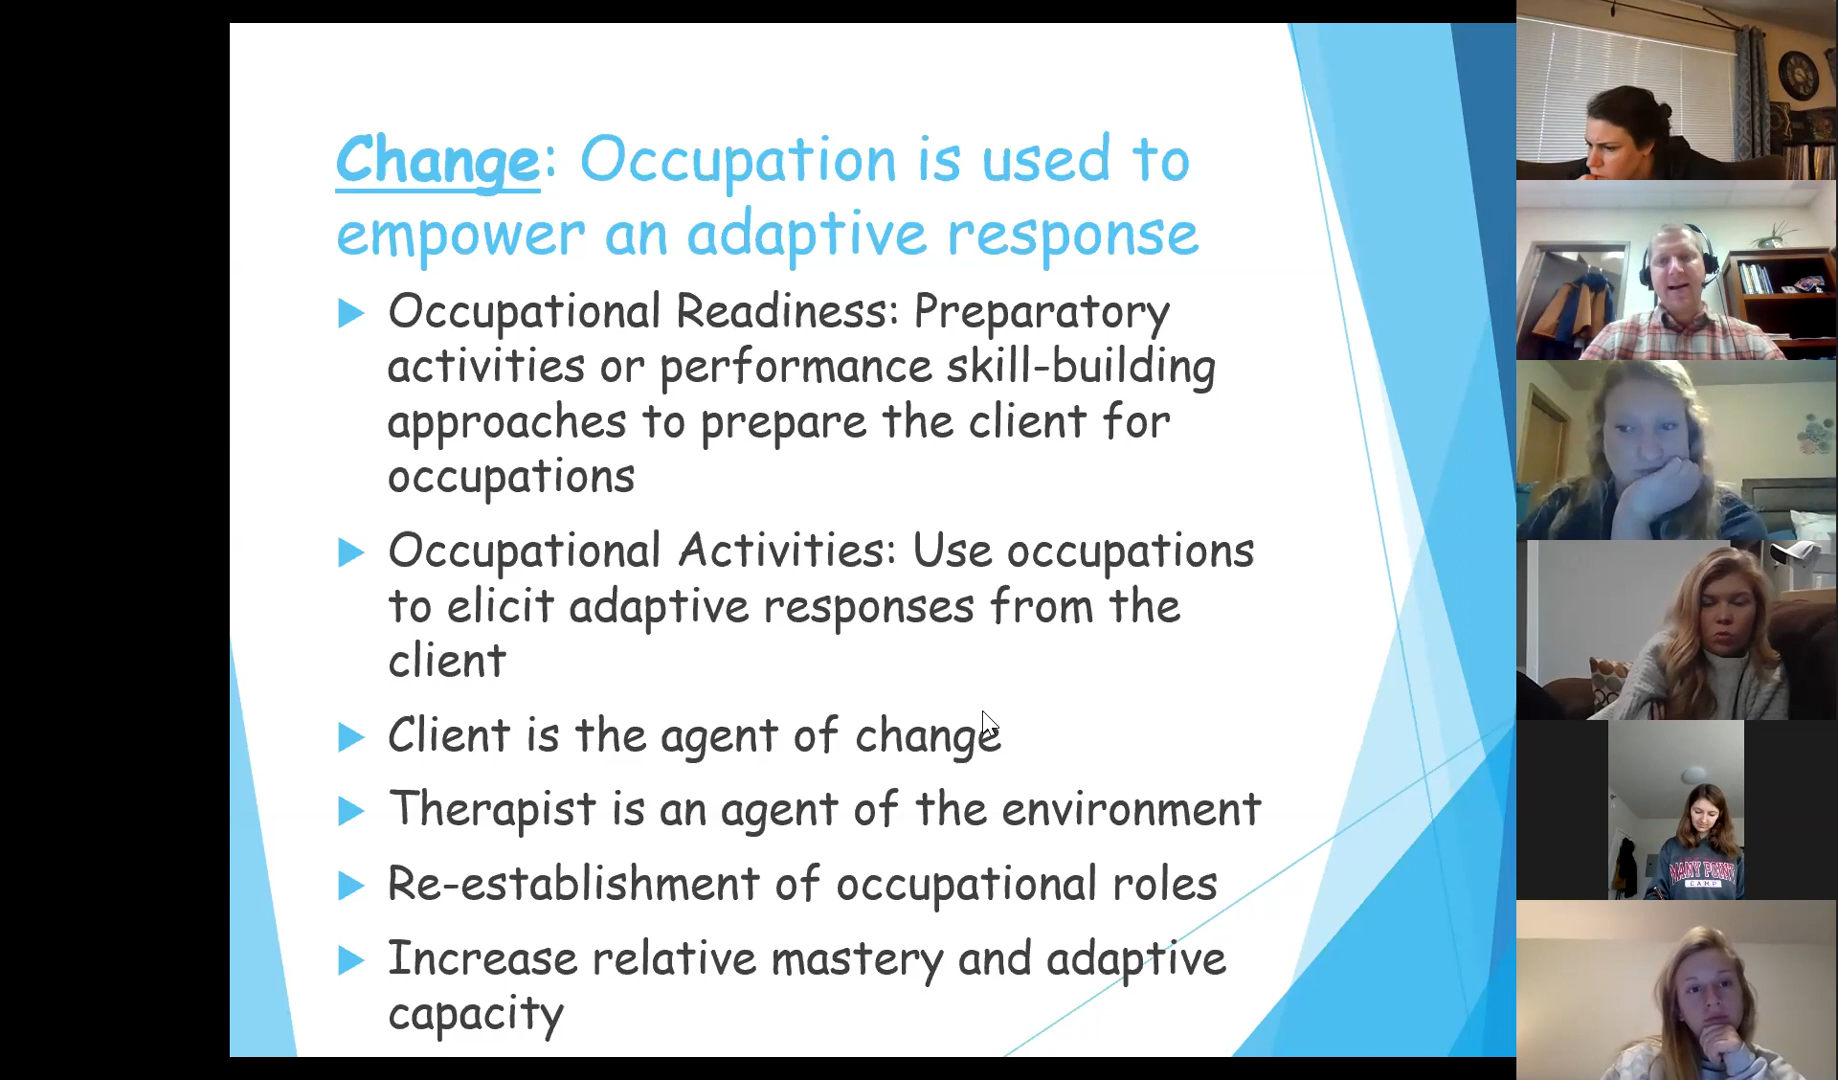 Change: Occupation is used to
empower an adaptive response
Occupational Readiness: Preparatory
activities or performance skill-building
approaches to prepare the client for
occupations
Occupational Activities: Use occupations
to elicit adaptive responses from the
client
Client is the agent of change
Therapist is an agent of the environment
Re-establishment of occupational roles
Increase relative mastery and adaptive
capacity
MANY POINT
CAMP